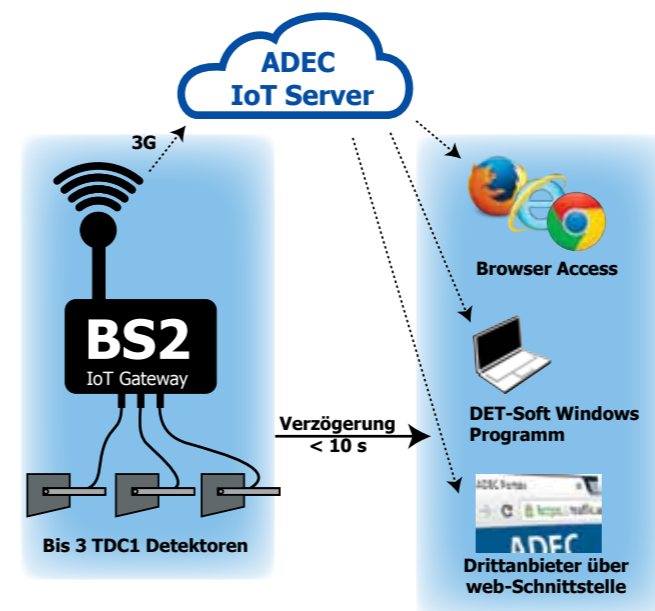 ADEC
IoT Server
3G
BS2
IoT Gateway
Bis 3 TDC1 Detektoren
Verzögerung
< 10 s
Browser Access
DET-Soft Windows
Programm
ADEC
Drittanbieter über
web-Schnittstelle